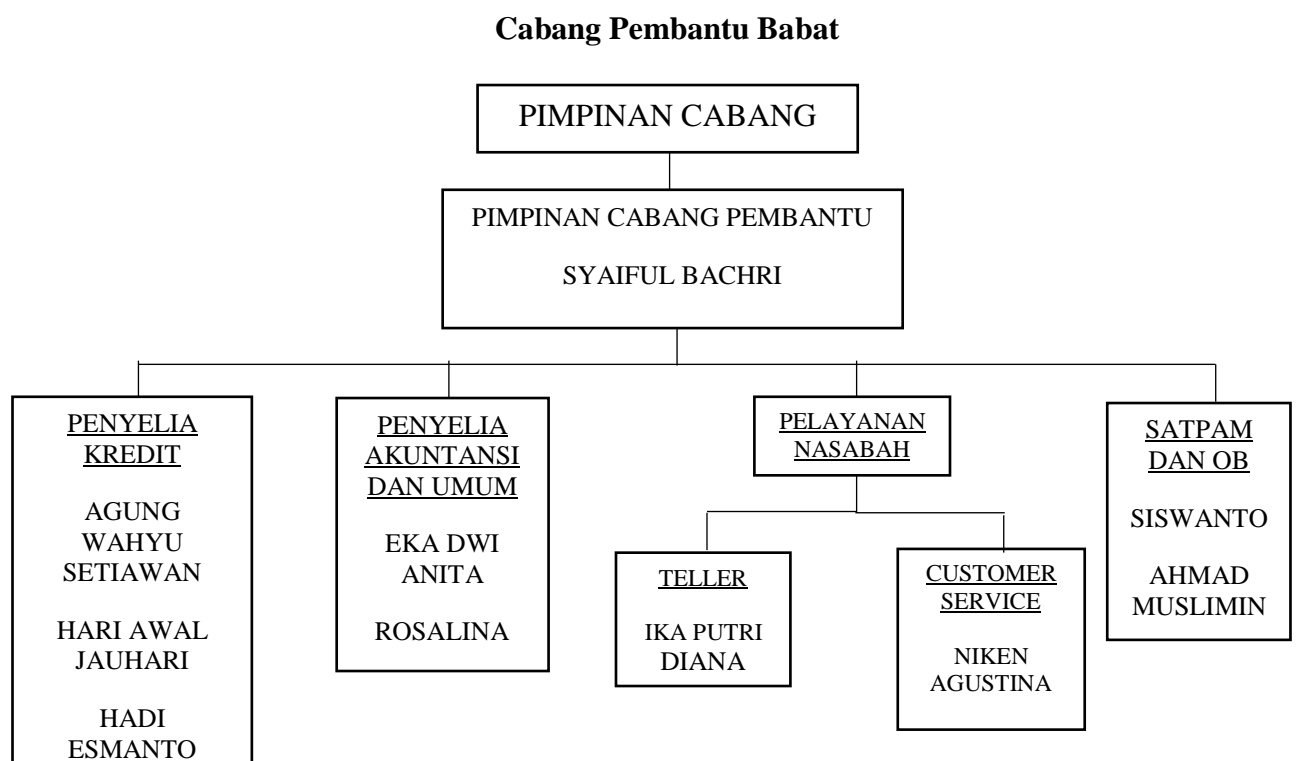 Cabang Pembantu Babat
PIMPINAN CABANG
PIMPINAN CABANG PEMBANTU
SYAIFUL BACHRI
PENYELIA
KREDIT
AGUNG
WAHYU
SETIAWAN
HARI AWAL
JAUHARI
HADI
ESMANTO
PENYELIA
AKUNTANSI
DAN UMUM
EKA DWI
ANITA
ROSALINA
PELAYANAN
NASABAH
TELLER
IKA PUTRI
DIANA
CUSTOMER
SERVICE
NIKEN
AGUSTINA
SATPAM
DAN OB
SISWANTO
AHMAD
MUSLIMIN